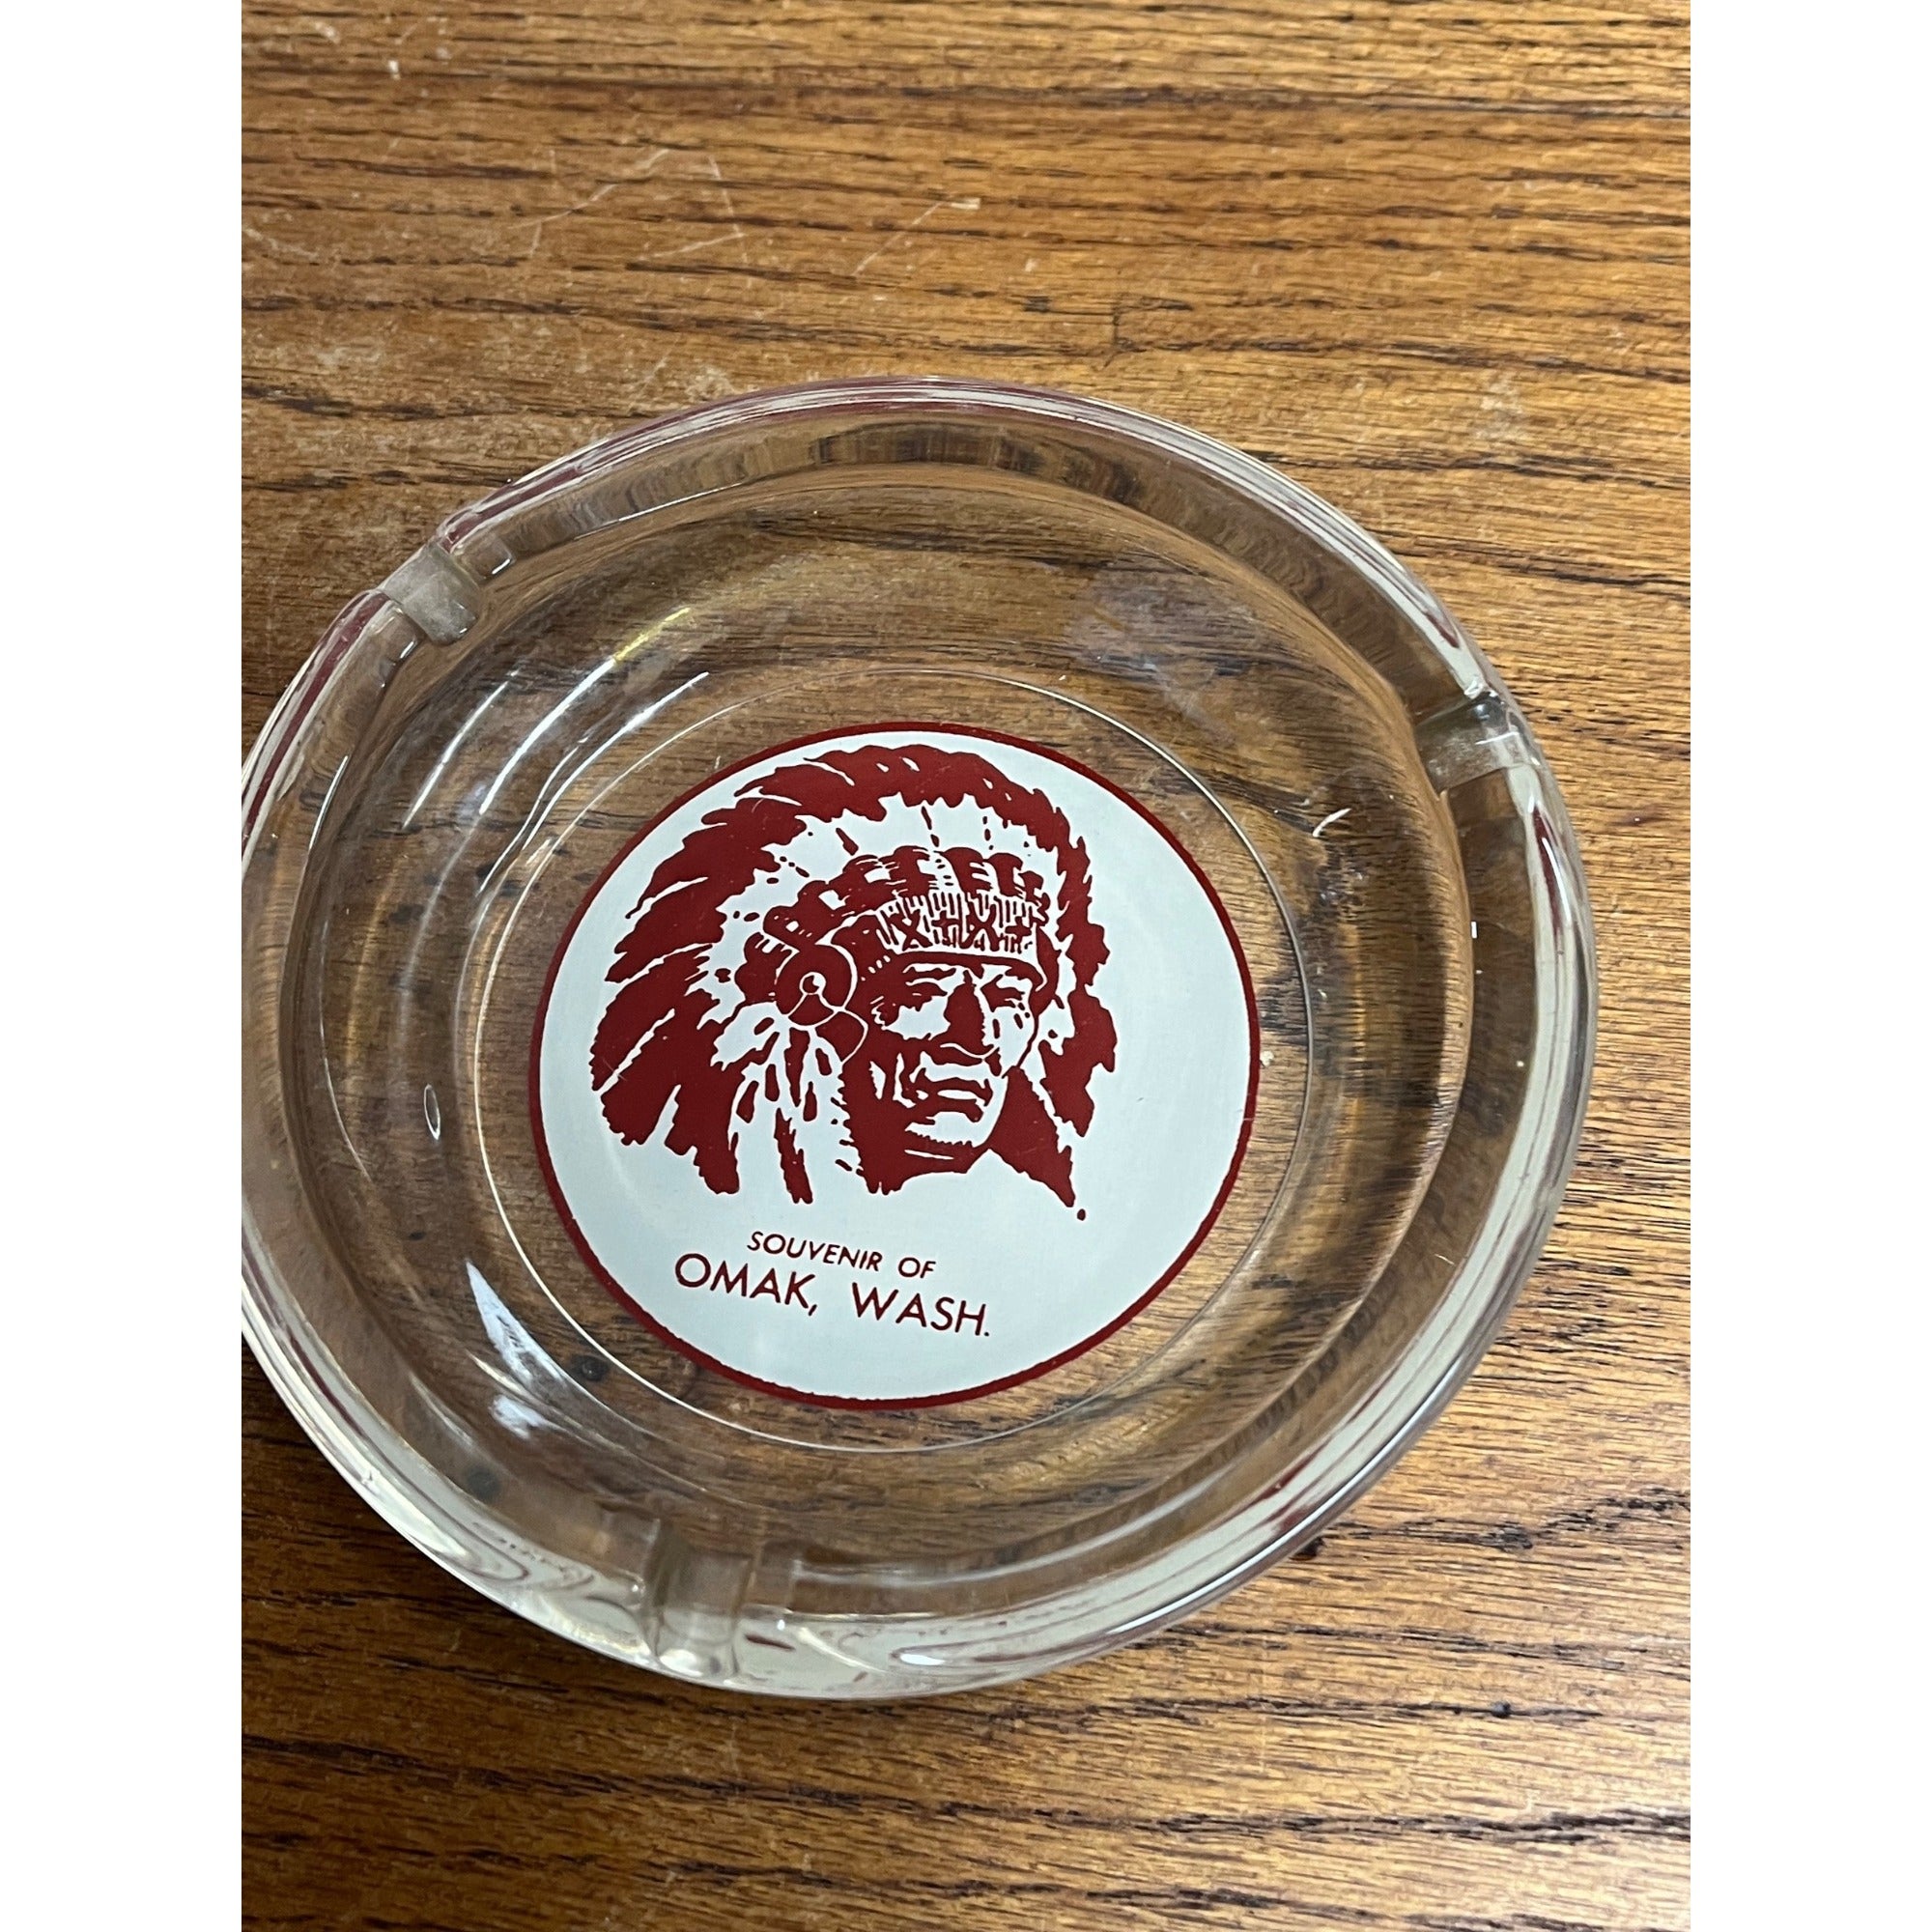 SOUVENIR OF
OMAK, WASH.